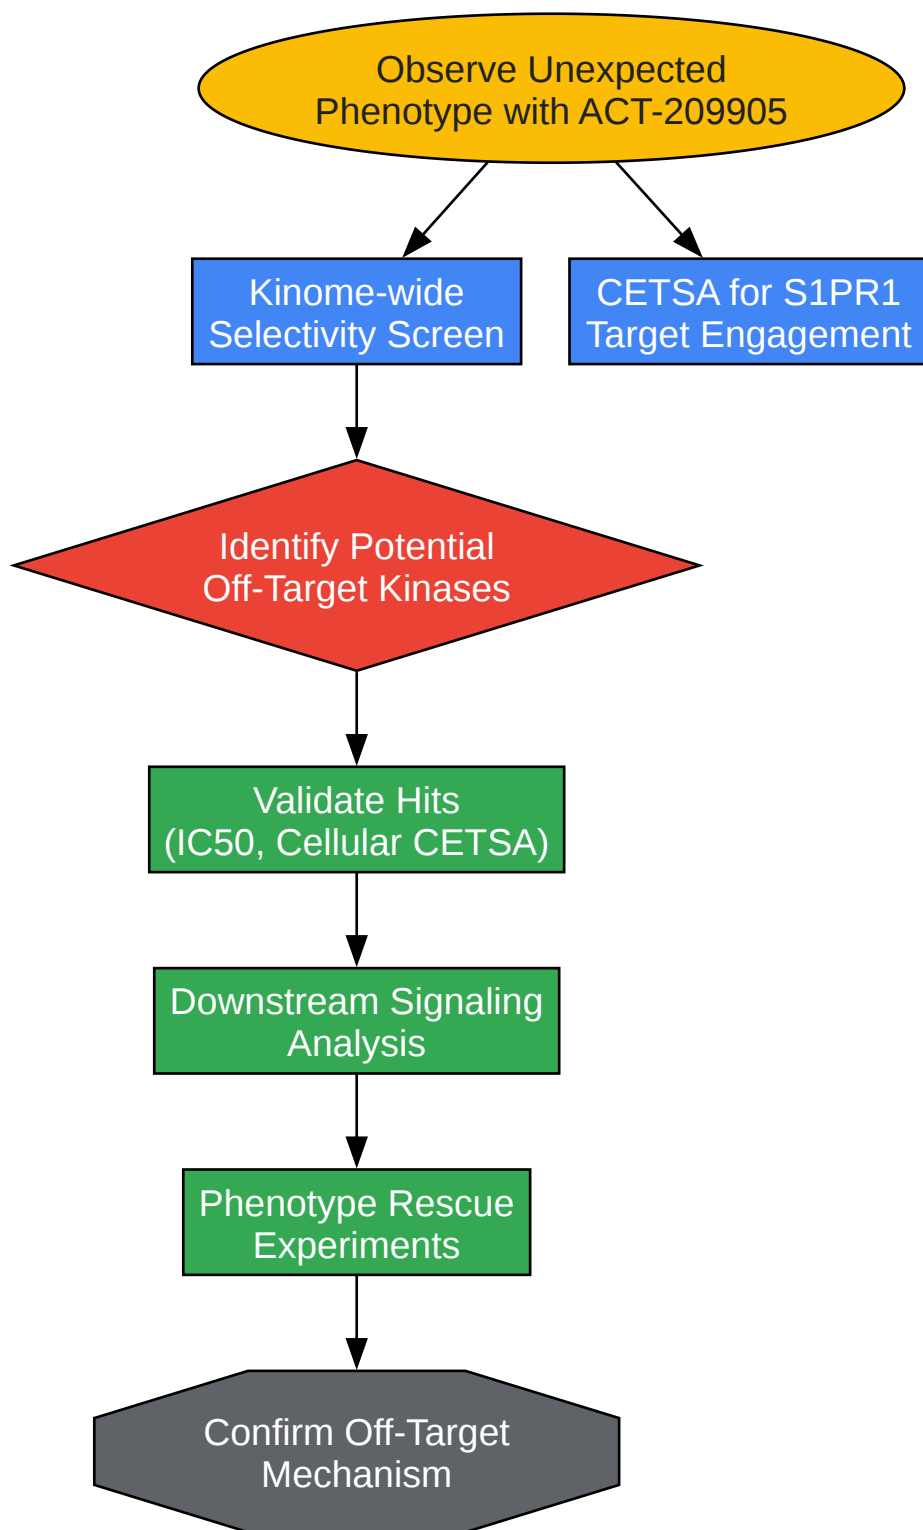 Observe Unexpected
Phenotype with ACT-209905
Kinome-wide
Selectivity Screen
CETSA for S1PR1
Target Engagement
Identify Potential
Off-Target Kinases
Validate Hits
(IC50, Cellular CETSA)
Downstream Signaling
Analysis
Phenotype Rescue
Experiments
Confirm Off-Target
Mechanism